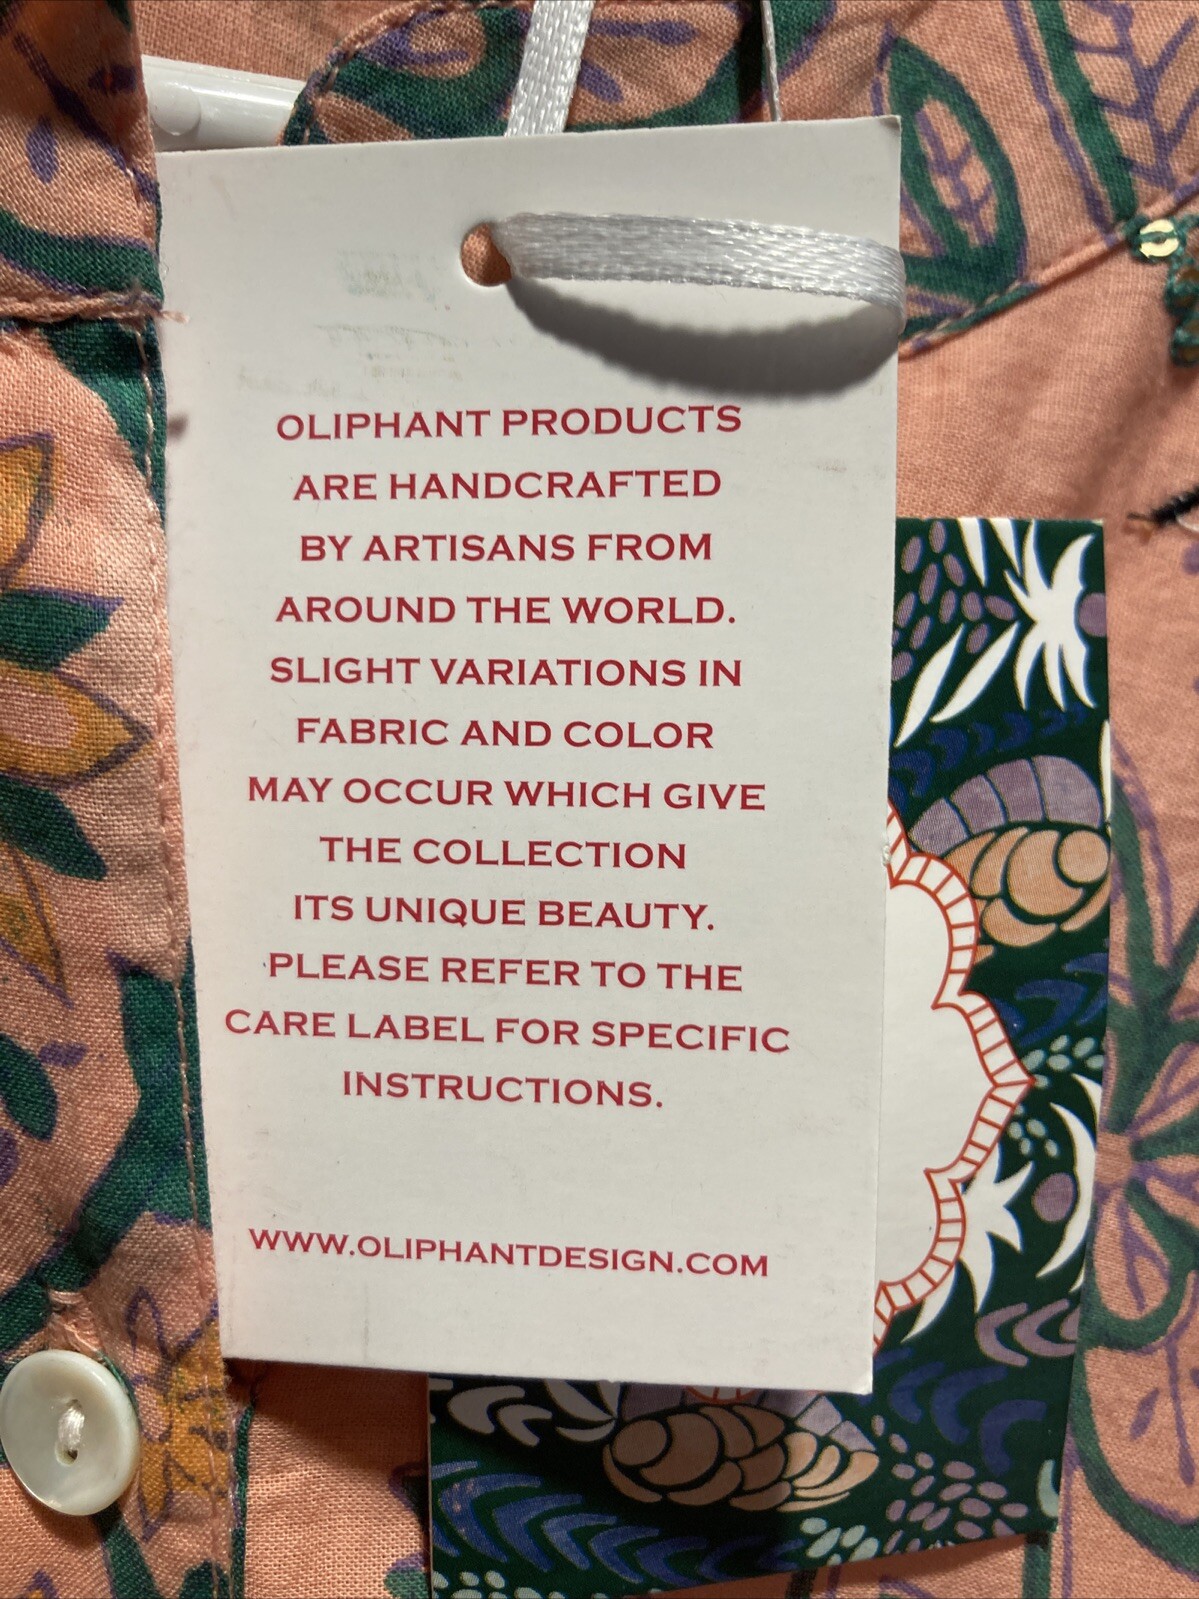 OLIPHANT PRODUCTS
ARE HANDCRAFTED
BY ARTISANS FROM
AROUND THE WORLD.
SLIGHT VARIATIONS IN
FABRIC AND COLOR
MAY OCCUR WHICH GIVE
THE COLLECTION
ITS UNIQUE BEAUTY.
PLEASE REFER TO THE
CARE LABEL FOR SPECIFIC
INSTRUCTIONS.
WWW.OLIPHANTDESIGN.COM